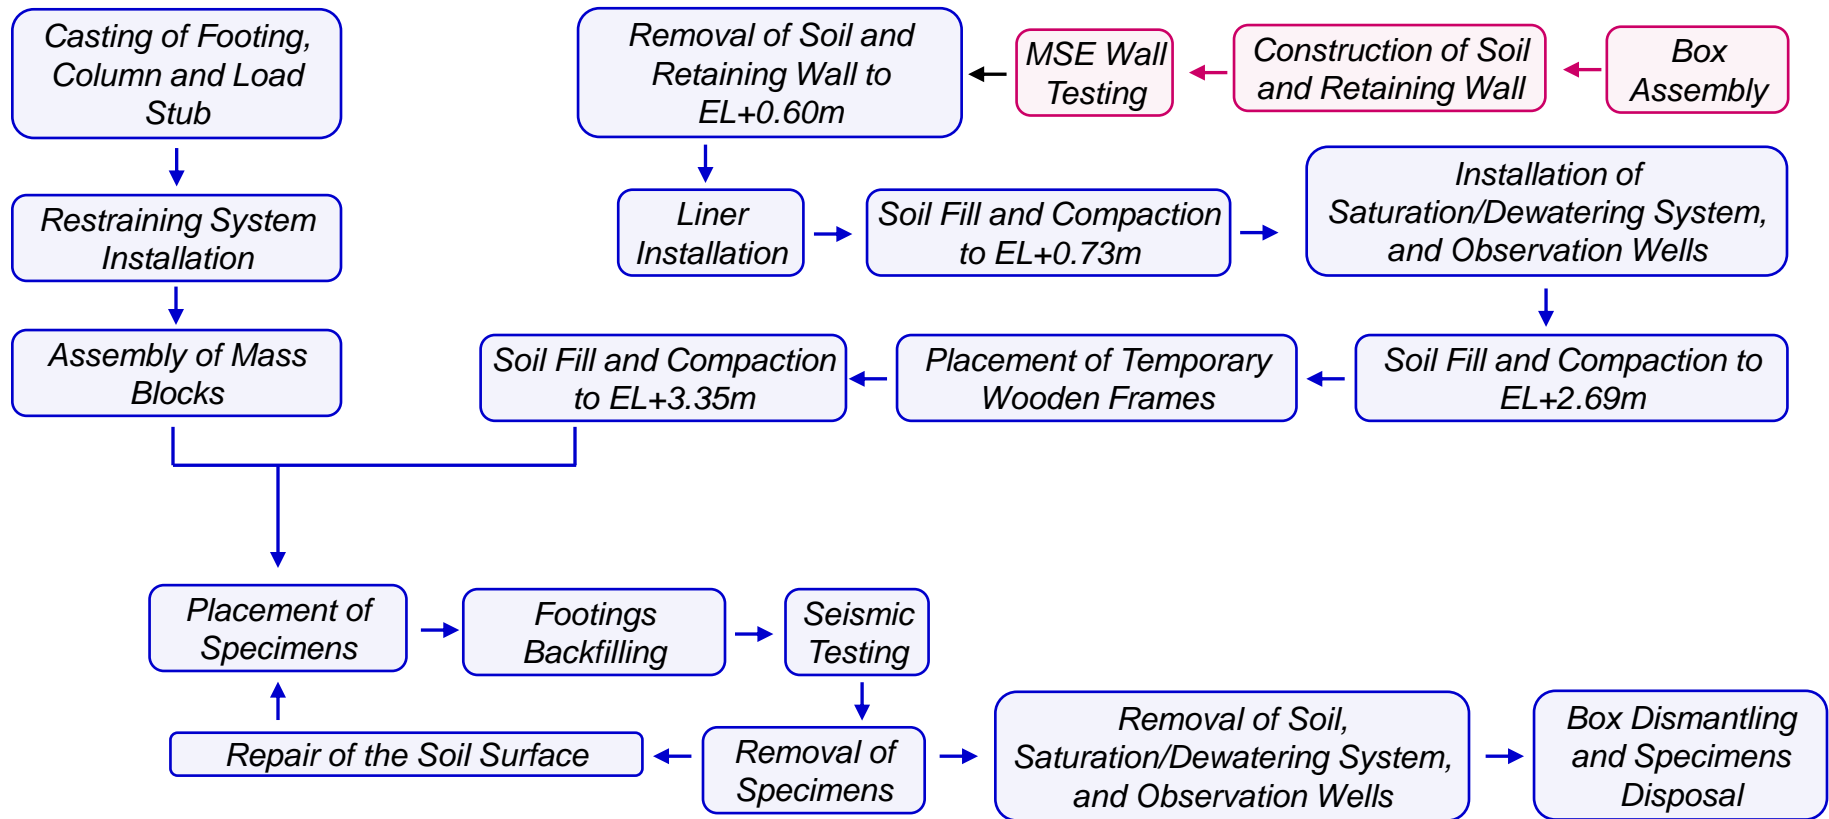 Casting of Footing,
Column and Load
Stub
Removal of Soil and
Retaining Wall to
EL+0.60m
MSE Wall
Testing
Construction of Soil
and Retaining Wall
Box
Assembly
Restraining System
Installation
Liner
Installation
Soil Fill and Compaction
to EL+0.73m
Installation of
Saturation/Dewatering System,
and Observation Wells
Assembly of Mass
Blocks
Soil Fill and Compaction
to EL+3.35m
Placement of Temporary
Wooden Frames
Soil Fill and Compaction to
EL+2.69m
Placement of
Specimens
Footings
Backfilling
Seismic
Testing
Repair of the Soil Surface
Removal of
Specimens
Removal of Soil,
Saturation/Dewatering System,
and Observation Wells
Box Dismantling
and Specimens
Disposal